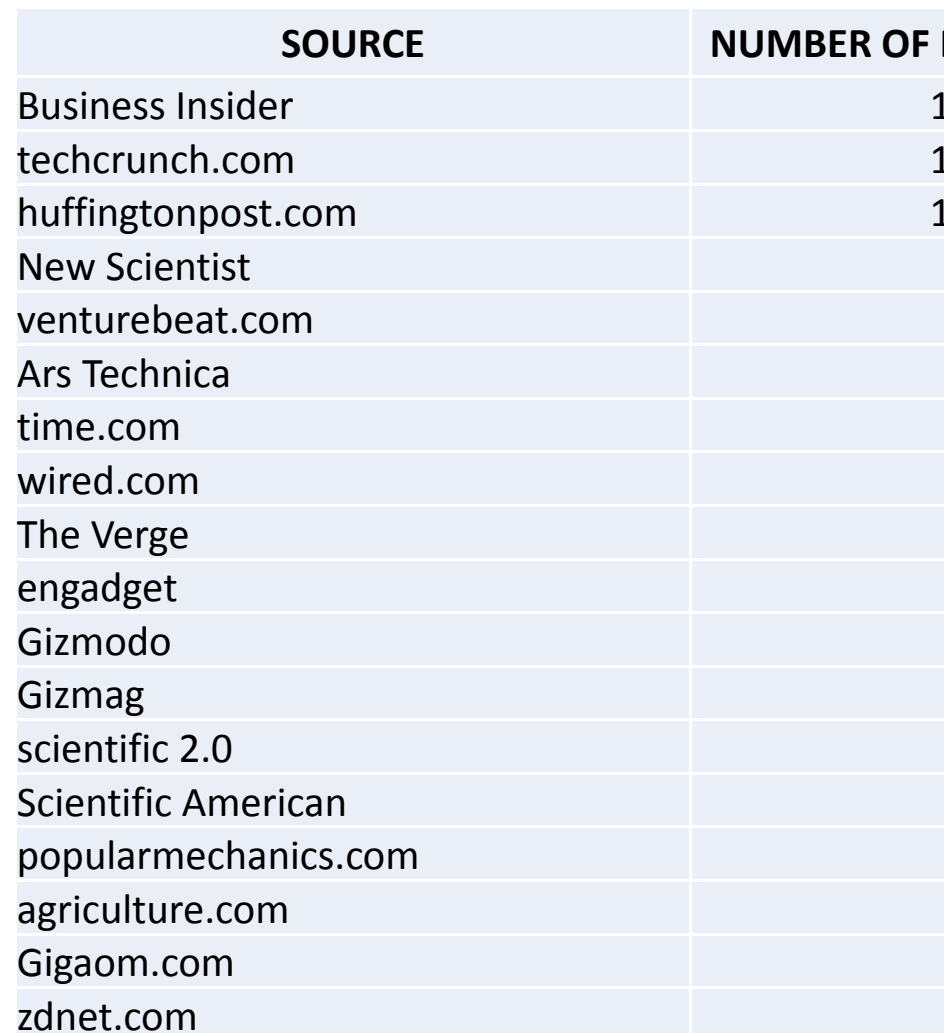 SOURCE NUMBER OF
Business Insider 1
techcrunch.com 1
huffingtonpost.com 1
New Scientist
venturebeat.com
Ars Technica
time.com
wired.com
The Verge
engadget
Gizmodo
Gizmag
scientific 2.0
Scientific American
popularmechanics.com
agriculture.com
Gigaom.com
zdnet.com